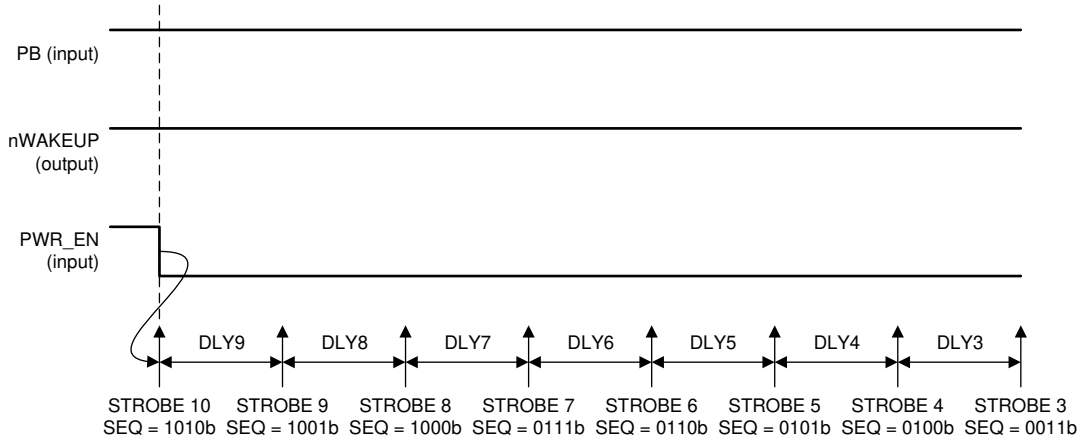 PB (input)
nWAKEUP
(output)
PWR_EN
(input)
DLY9 DLY8 DLY7 DLY6 DLY5 DLY4 DLY3
STROBE 10 STROBE 9 STROBE 8 STROBE 7 STROBE 6 STROBE 5 STROBE 4 STROBE 3
SEQ = 1010b SEQ = 1001b SEQ = 1000b SEQ = 0111b SEQ = 0110b SEQ = 0101b SEQ = 0100b SEQ = 0011b